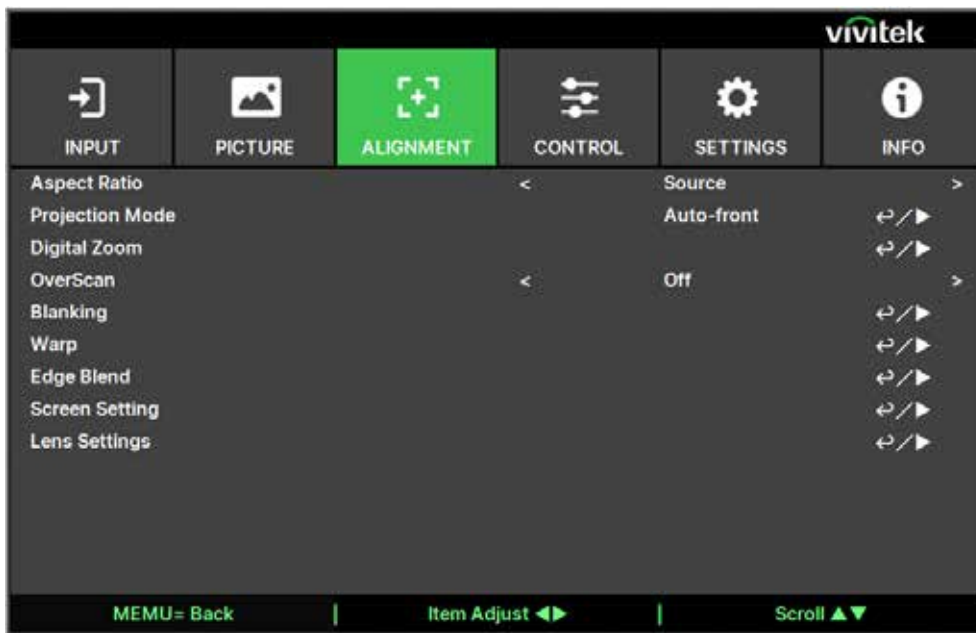 vivitek
INPUT PICTURE ALIGNMENT CONTROL SETTINGS INFO
Aspect Ratio < Source >
Projection Mode Auto-front ↩/▶
Digital Zoom ↩/▶
OverScan < Off >
Blanking ↩/▶
Warp ↩/▶
Edge Blend ↩/▶
Screen Setting ↩/▶
Lens Settings ↩/▶
MEMU= Back | Item Adjust ◀▶ | Scroll ▲▼